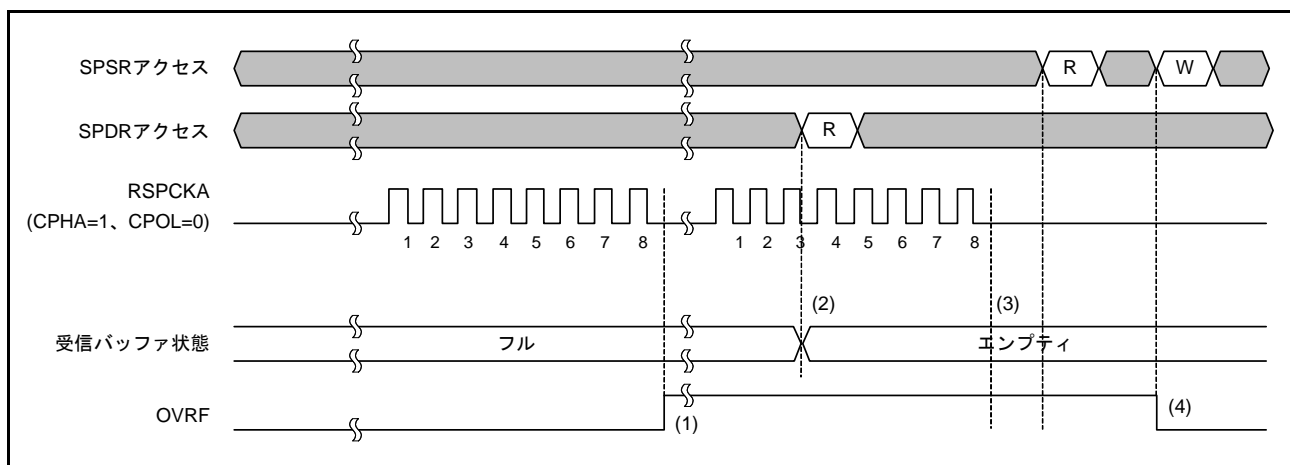 SPSRアクセス
R
W
SPDRアクセス
R
RSPCKA
(CPHA=1、CPOL=0)
1 2 3 4 5 6 7 8
1 2 3 4 5 6 7 8
(2)
(3)
受信バッファ状態
フル
エンプティ
OVRF
(1)
(4)